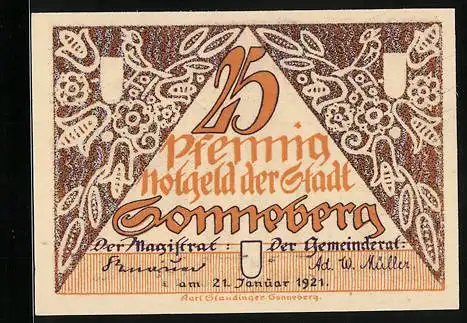 25
Pfennig
Notgeld der Stadt
Sonneberg
Der Magistrat: Der Gemeinderat:
Ad. W. Müller
am 21. Januar 1921.
Karl Staudinger-Sonneberg.